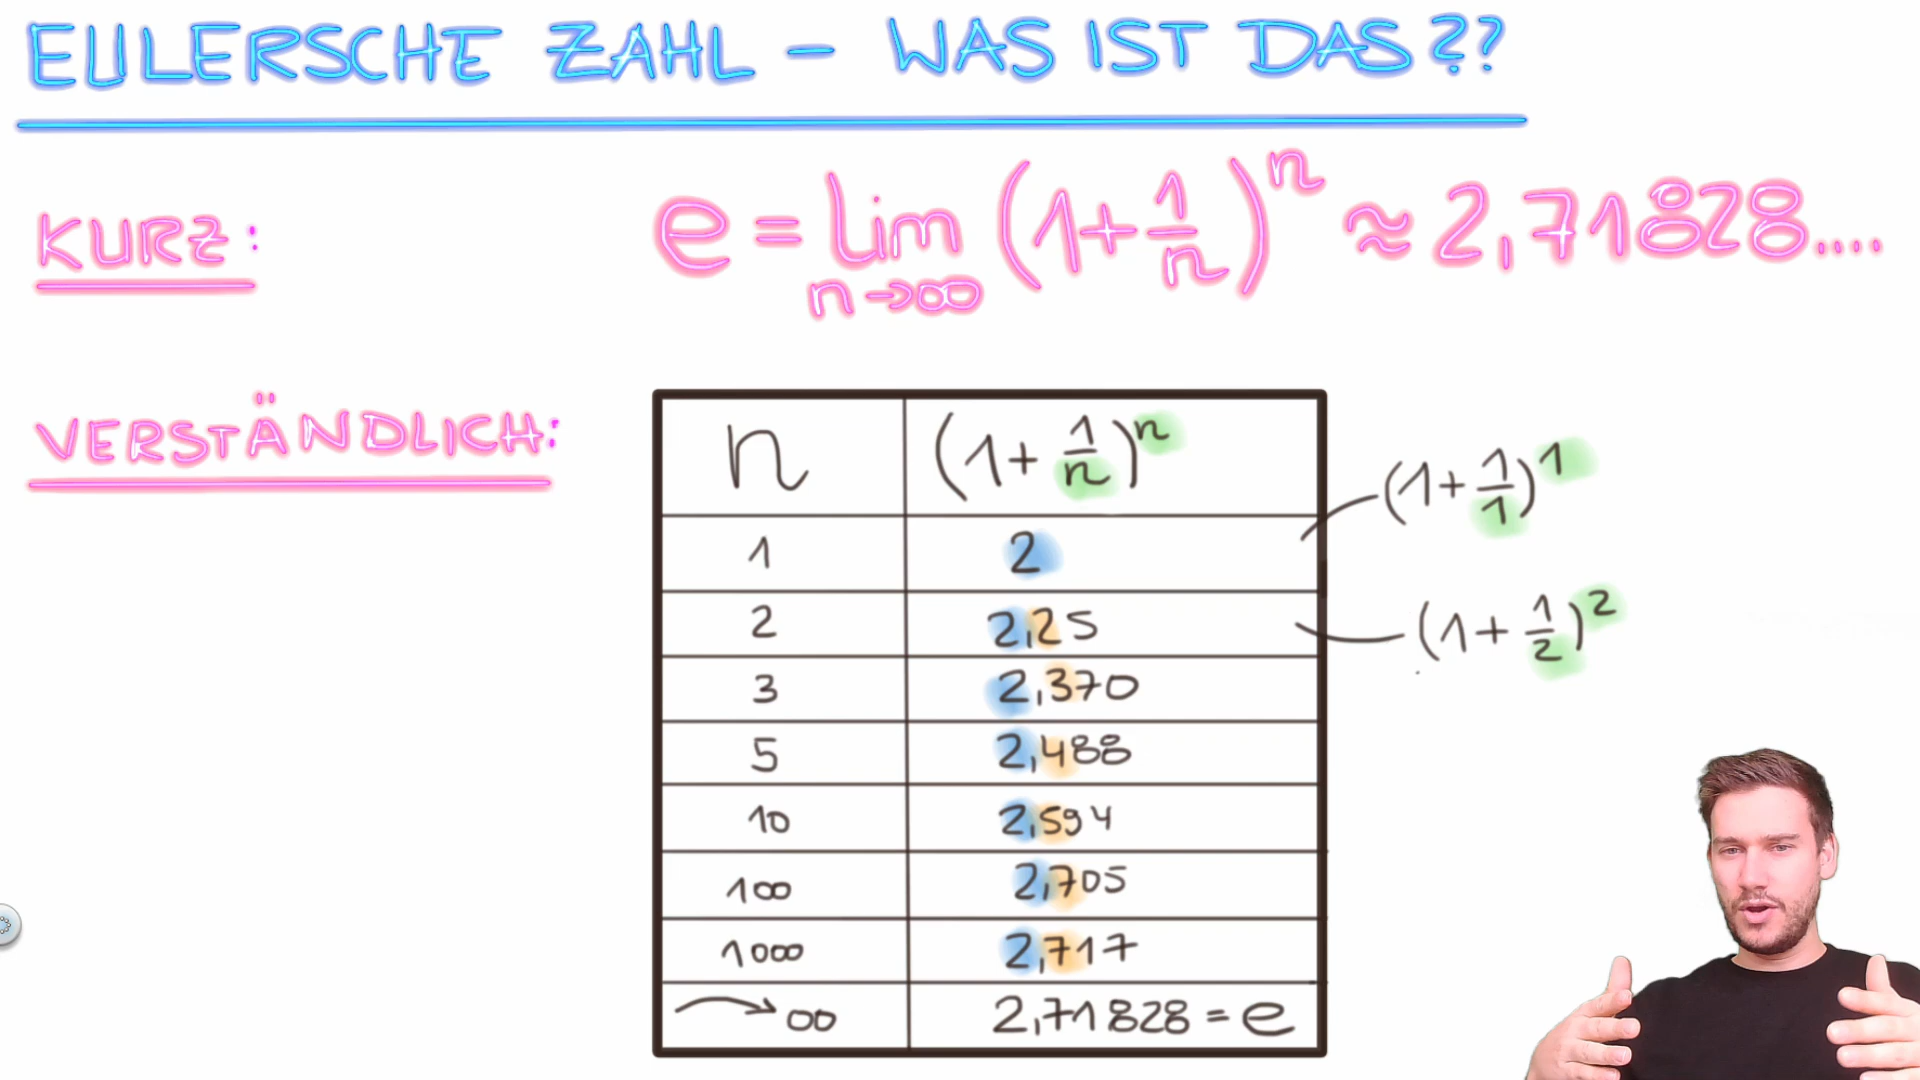 EULERSCHE ZAHL – WAS IST DAS??
KURZ:
e = lim n→∞ (1+1/n)^n ≈ 2,71828....
VERSTÄNDLICH:
n (1+1/n)^n
(1+1/1)^1
1 2
2 2,25
(1+1/2)^2
3 2,370
5 2,488
10 2,594
100 2,705
1000 2,717
→∞ 2,71828 = e